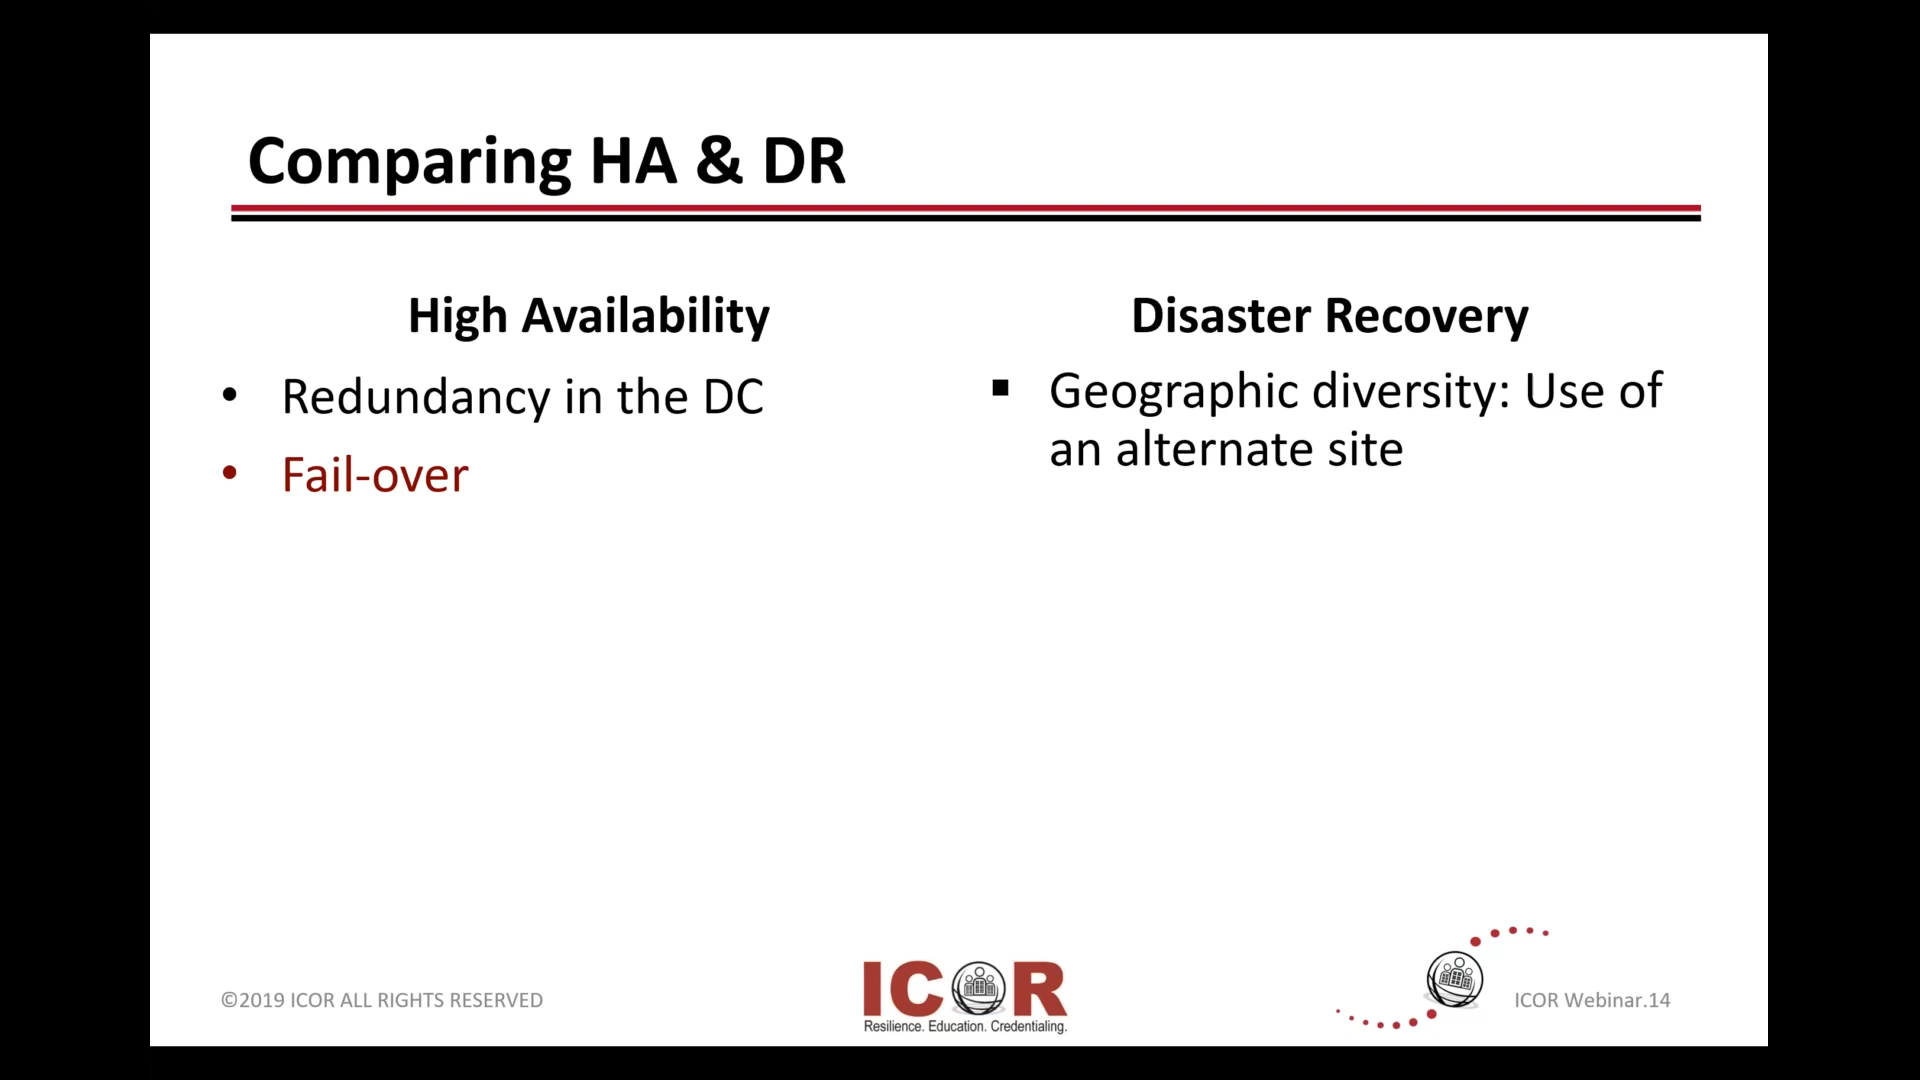 Comparing HA & DR
High Availability
• Redundancy in the DC
• Fail-over
Disaster Recovery
▪ Geographic diversity: Use of
an alternate site
©2019 ICOR ALL RIGHTS RESERVED
ICOR
Resilience. Education. Credentialing.
ICOR Webinar.14